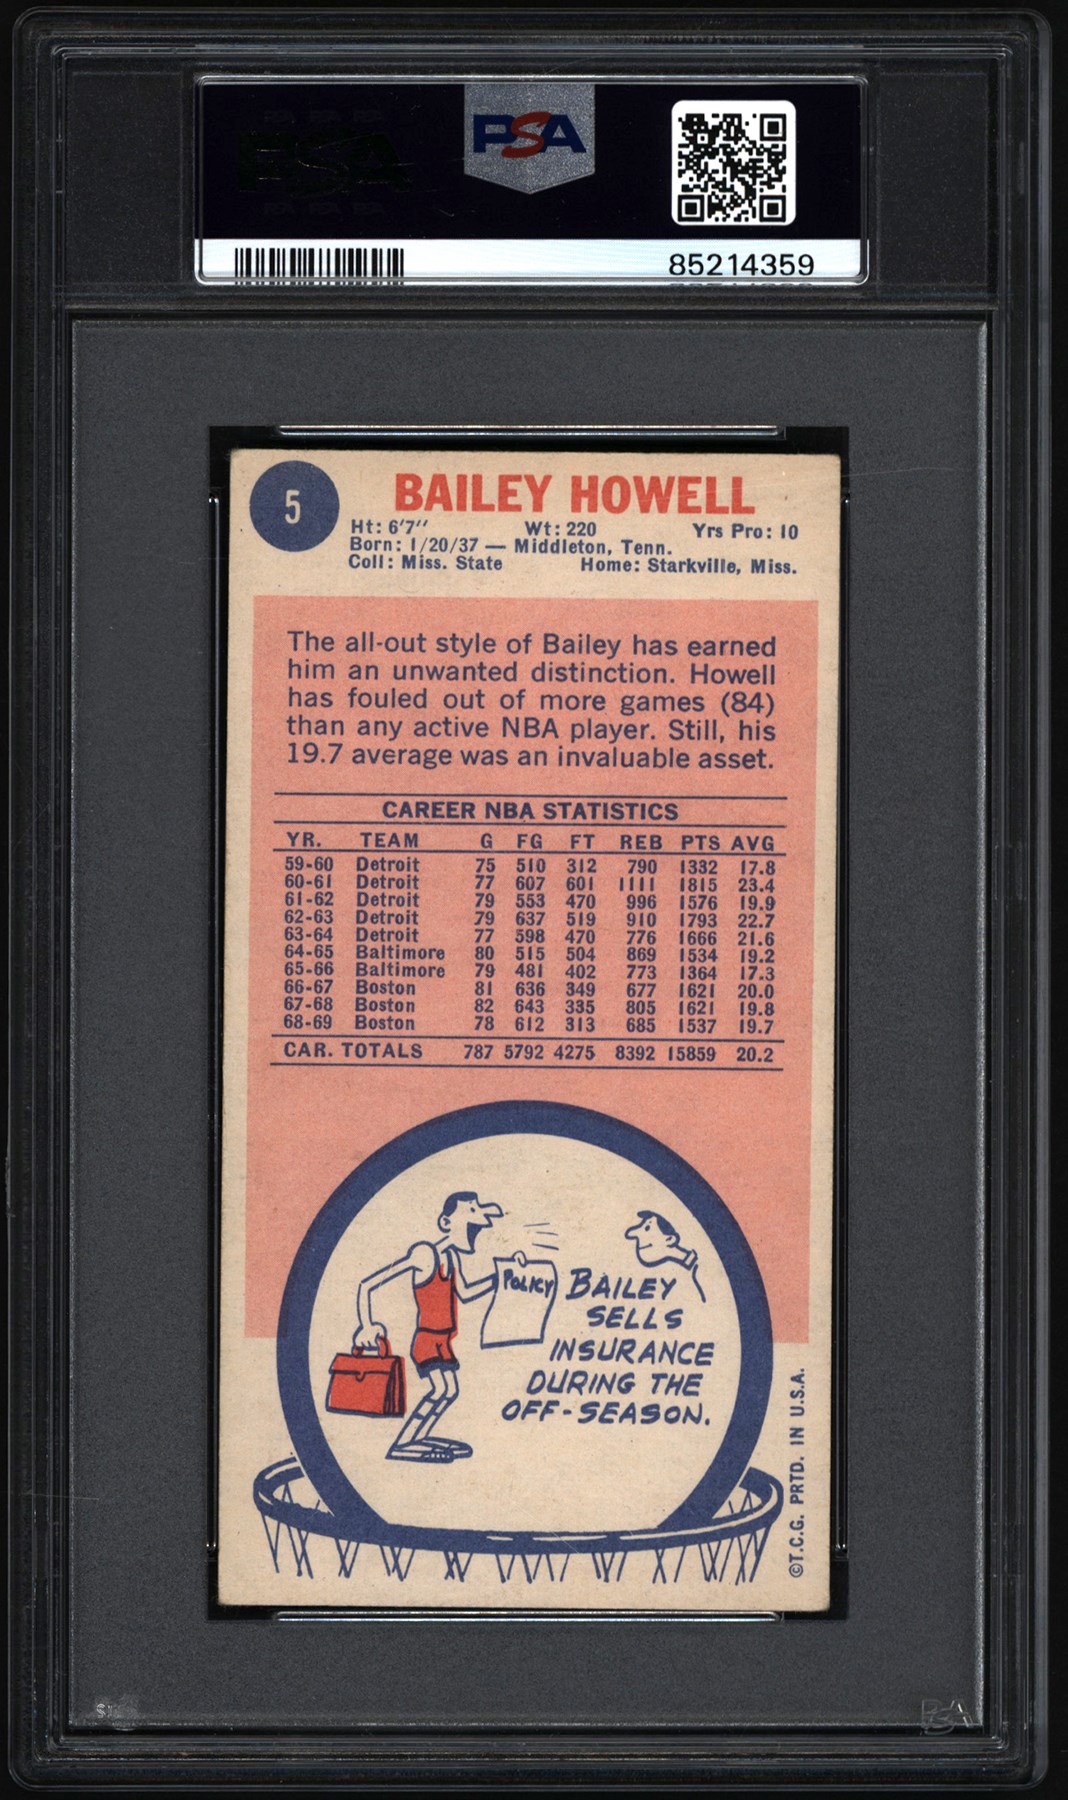 PSA
85214359
5
BAILEY HOWELL
Ht: 6'7" Wt: 220 Yrs Pro: 10
Born: 1/20/37 — Middleton, Tenn.
Coll: Miss. State Home: Starkville, Miss.
The all-out style of Bailey has earned
him an unwanted distinction. Howell
has fouled out of more games (84)
than any active NBA player. Still, his
19.7 average was an invaluable asset.
CAREER NBA STATISTICS
YR. TEAM G FG FT REB PTS AVG
59-60 Detroit 75 510 312 790 1332 17.8
60-61 Detroit 77 607 601 1111 1815 23.4
61-62 Detroit 79 553 470 996 1576 19.9
62-63 Detroit 79 637 519 910 1793 22.7
63-64 Detroit 77 598 470 776 1666 21.6
64-65 Baltimore 80 515 504 869 1534 19.2
65-66 Baltimore 79 481 402 773 1364 17.3
66-67 Boston 81 636 349 677 1621 20.0
67-68 Boston 82 643 335 805 1621 19.8
68-69 Boston 78 612 313 685 1537 19.7
CAR. TOTALS 787 5792 4275 8392 15859 20.2
POLICY
BAILEY
SELLS
INSURANCE
DURING THE
OFF-SEASON.
©T.C.G. PRTD. IN U.S.A.
PSA